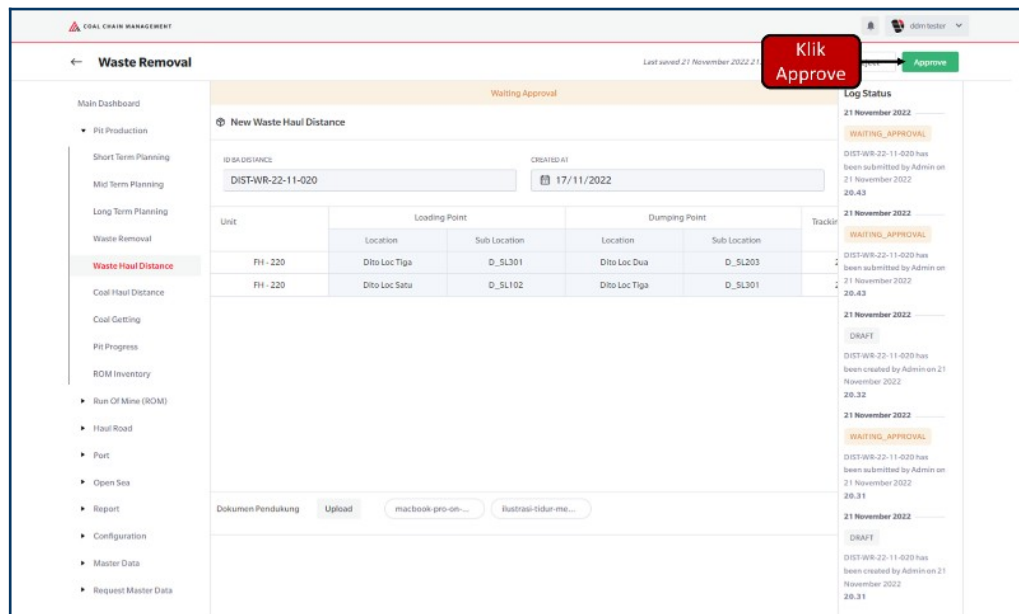 COAL CHAIN MANAGEMENT
ddm tester
Waste Removal
Last saved 21 November 2022 21
Klik
Approve
Approve
Main Dashboard
Pit Production
Short Term Planning
Mid Term Planning
Long Term Planning
Waste Removal
Waste Haul Distance
Coal Haul Distance
Coal Getting
Pit Progress
ROM Inventory
Run Of Mine (ROM)
Haul Road
Port
Open Sea
Report
Configuration
Master Data
Request Master Data
Waiting Approval
New Waste Haul Distance
ID BA DISTANCE
CREATED AT
DIST-WR-22-11-020
17/11/2022
Unit Loading Point Dumping Point Trackin
Location Sub Location Location Sub Location
FH - 220 Dito Loc Tiga D_SL301 Dito Loc Dua D_SL203 2
FH - 220 Dito Loc Satu D_SL102 Dito Loc Tiga D_SL301 2
Dokumen Pendukung Upload macbook-pro-on-... ilustrasi-tidur-me...
Log Status
21 November 2022
WAITING_APPROVAL
DIST-WR-22-11-020 has
been submitted by Admin on
21 November 2022
20.43
21 November 2022
WAITING_APPROVAL
DIST-WR-22-11-020 has
been submitted by Admin on
21 November 2022
20.43
21 November 2022
DRAFT
DIST-WR-22-11-020 has
been created by Admin on 21
November 2022
20.32
21 November 2022
WAITING_APPROVAL
DIST-WR-22-11-020 has
been submitted by Admin on
21 November 2022
20.31
21 November 2022
DRAFT
DIST-WR-22-11-020 has
been created by Admin on 21
November 2022
20.31